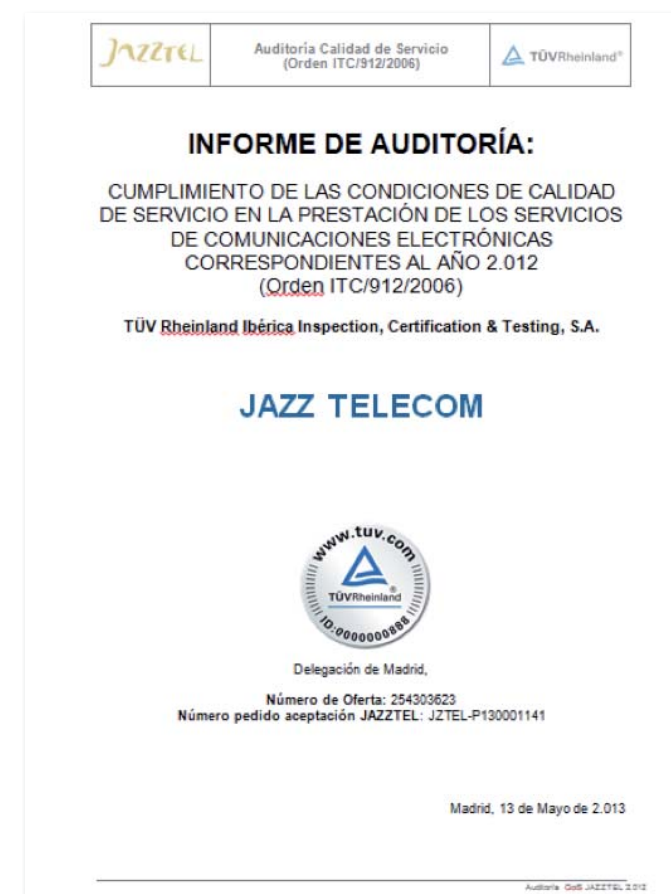 JAZZTEL
Auditoría Calidad de Servicio
(Orden ITC/912/2006)
TÜVRheinland®
INFORME DE AUDITORÍA:
CUMPLIMIENTO DE LAS CONDICIONES DE CALIDAD
DE SERVICIO EN LA PRESTACIÓN DE LOS SERVICIOS
DE COMUNICACIONES ELECTRÓNICAS
CORRESPONDIENTES AL AÑO 2.012
(Orden ITC/912/2006)
TÜV Rheinland Ibérica Inspection, Certification & Testing, S.A.
JAZZ TELECOM
www.tuv.com
TÜVRheinland®
ID:0000000888
Delegación de Madrid,
Número de Oferta: 254303623
Número pedido aceptación JAZZTEL: JZTEL-P130001141
Madrid, 13 de Mayo de 2.013
Auditoría QoS JAZZTEL 2.012